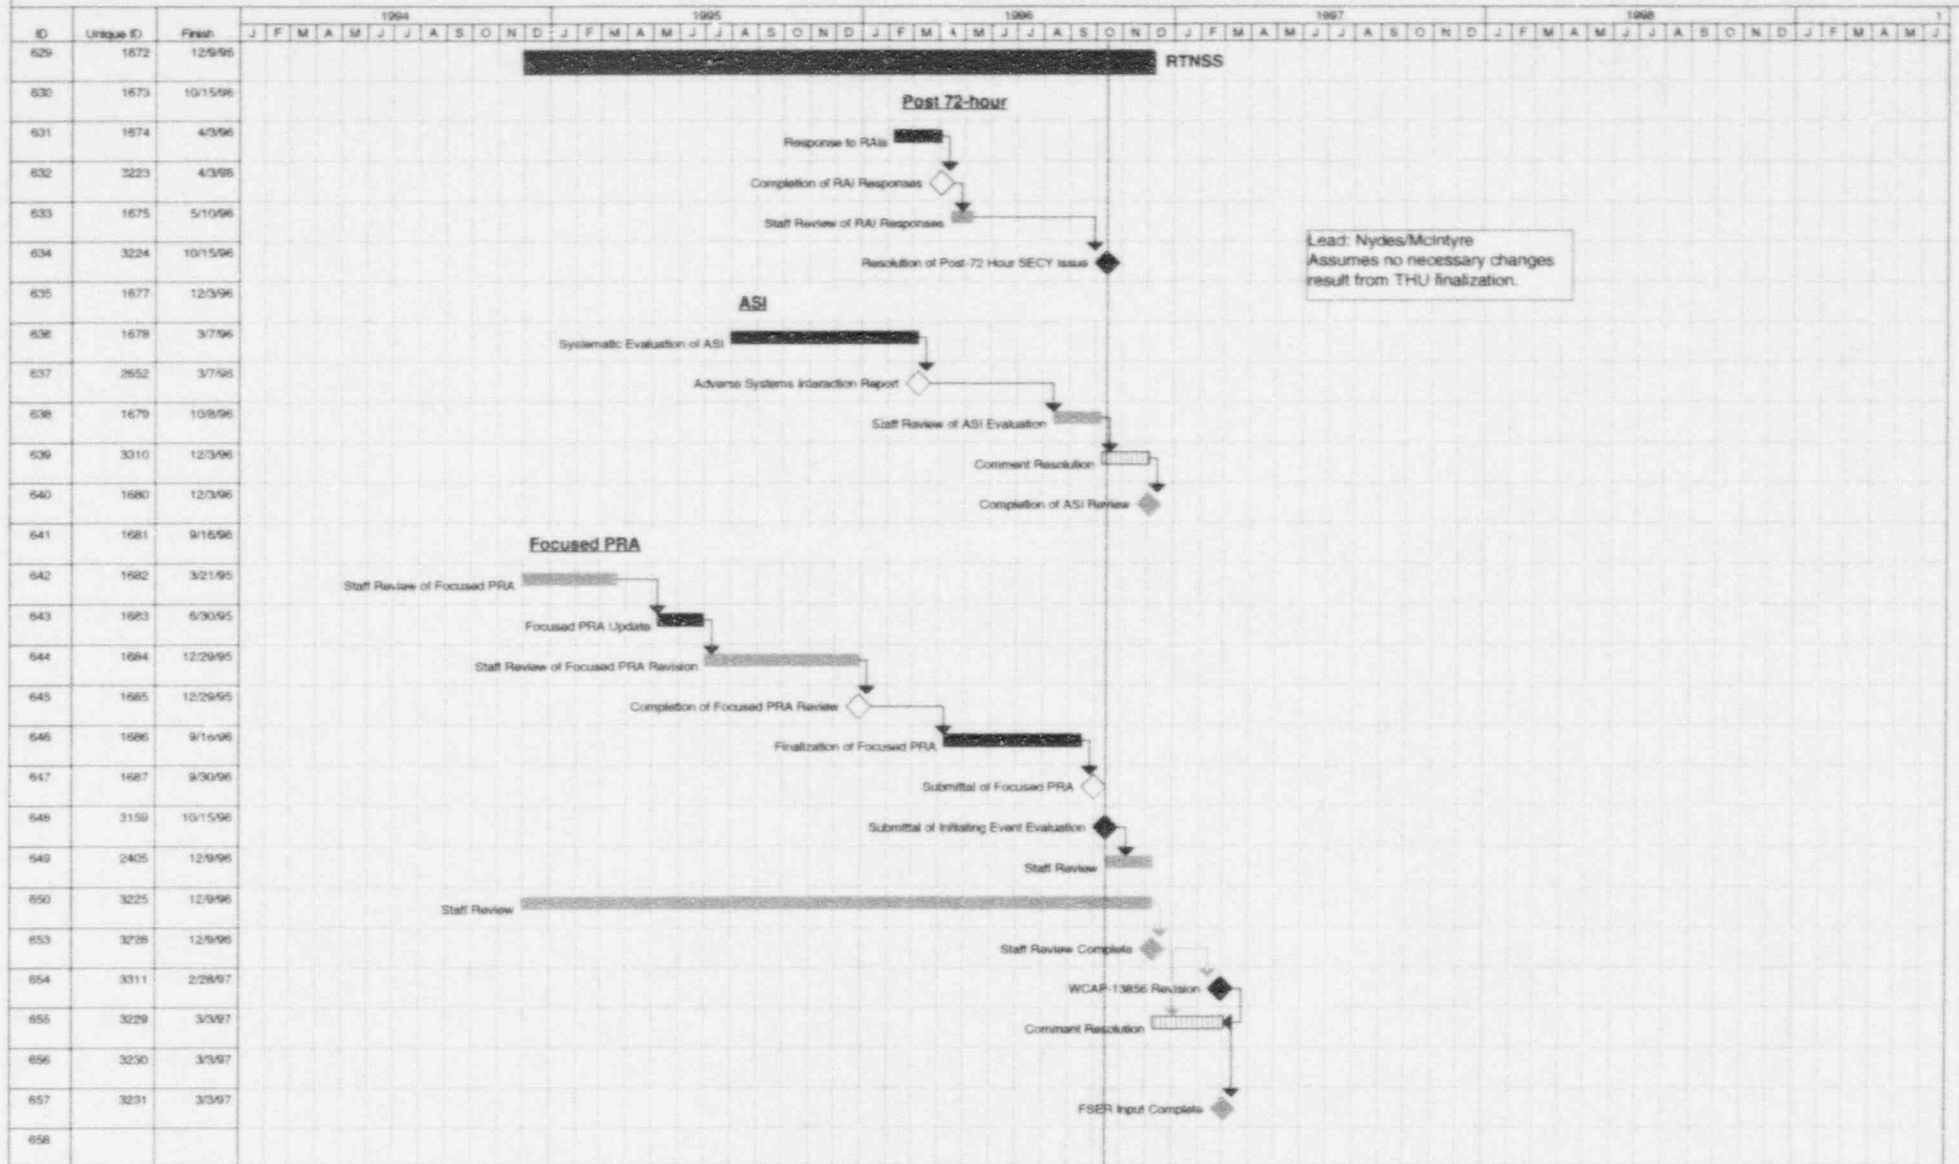 1994 1995 1996 1997 1998 1
ID Unique ID Finish J F M A M J J A S O N D J F M A M J J A S O N D J F M A M J J A S O N D J F M A M J J A S O N D J F M A M J J A S O N D J F M A M J
629 1672 12/9/96 RTNSS
630 1673 10/15/96 Post 72-hour
631 1674 4/3/96 Response to RAIs
632 3223 4/3/96 Completion of RAI Responses
633 1675 5/10/96 Staff Review of RAI Responses
634 3224 10/15/96 Resolution of Post-72 Hour SECY Issue
Lead: Nydes/McIntyre
Assumes no necessary changes
result from THU finalization.
635 1677 12/3/96 ASI
636 1678 3/7/96 Systematic Evaluation of ASI
637 2652 3/7/96 Adverse Systems Interaction Report
638 1679 10/8/96 Staff Review of ASI Evaluation
639 3310 12/3/96 Comment Resolution
640 1680 12/3/96 Completion of ASI Review
641 1681 9/16/96 Focused PRA
642 1682 3/21/95 Staff Review of Focused PRA
643 1683 6/30/95 Focused PRA Update
644 1684 12/29/95 Staff Review of Focused PRA Revision
645 1685 12/29/95 Completion of Focused PRA Review
646 1686 9/16/96 Finalization of Focused PRA
647 1687 9/30/96 Submittal of Focused PRA
648 3159 10/15/96 Submittal of Initiating Event Evaluation
649 2405 12/9/96 Staff Review
650 3225 12/9/96 Staff Review
653 3228 12/9/96 Staff Review Complete
654 3311 2/28/97 WCAP-13856 Revision
655 3229 3/3/97 Comment Resolution
656 3230 3/3/97
657 3231 3/3/97 FSER Input Complete
658